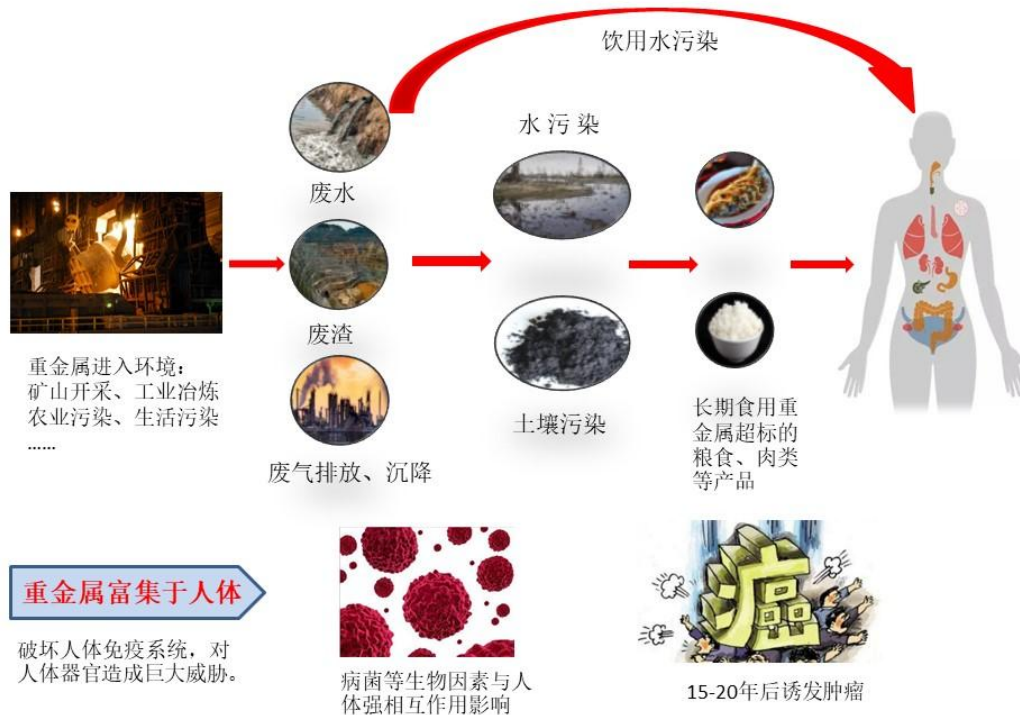 饮用水污染
水污染
废水
废渣
重金属进入环境：
矿山开采、工业冶炼
农业污染、生活污染
……
废气排放、沉降
土壤污染
长期食用重
金属超标的
粮食、肉类
等产品
重金属富集于人体
破坏人体免疫系统，对
人体器官造成巨大威胁。
病菌等生物因素与人
体强相互作用影响
癌
15-20年后诱发肿瘤